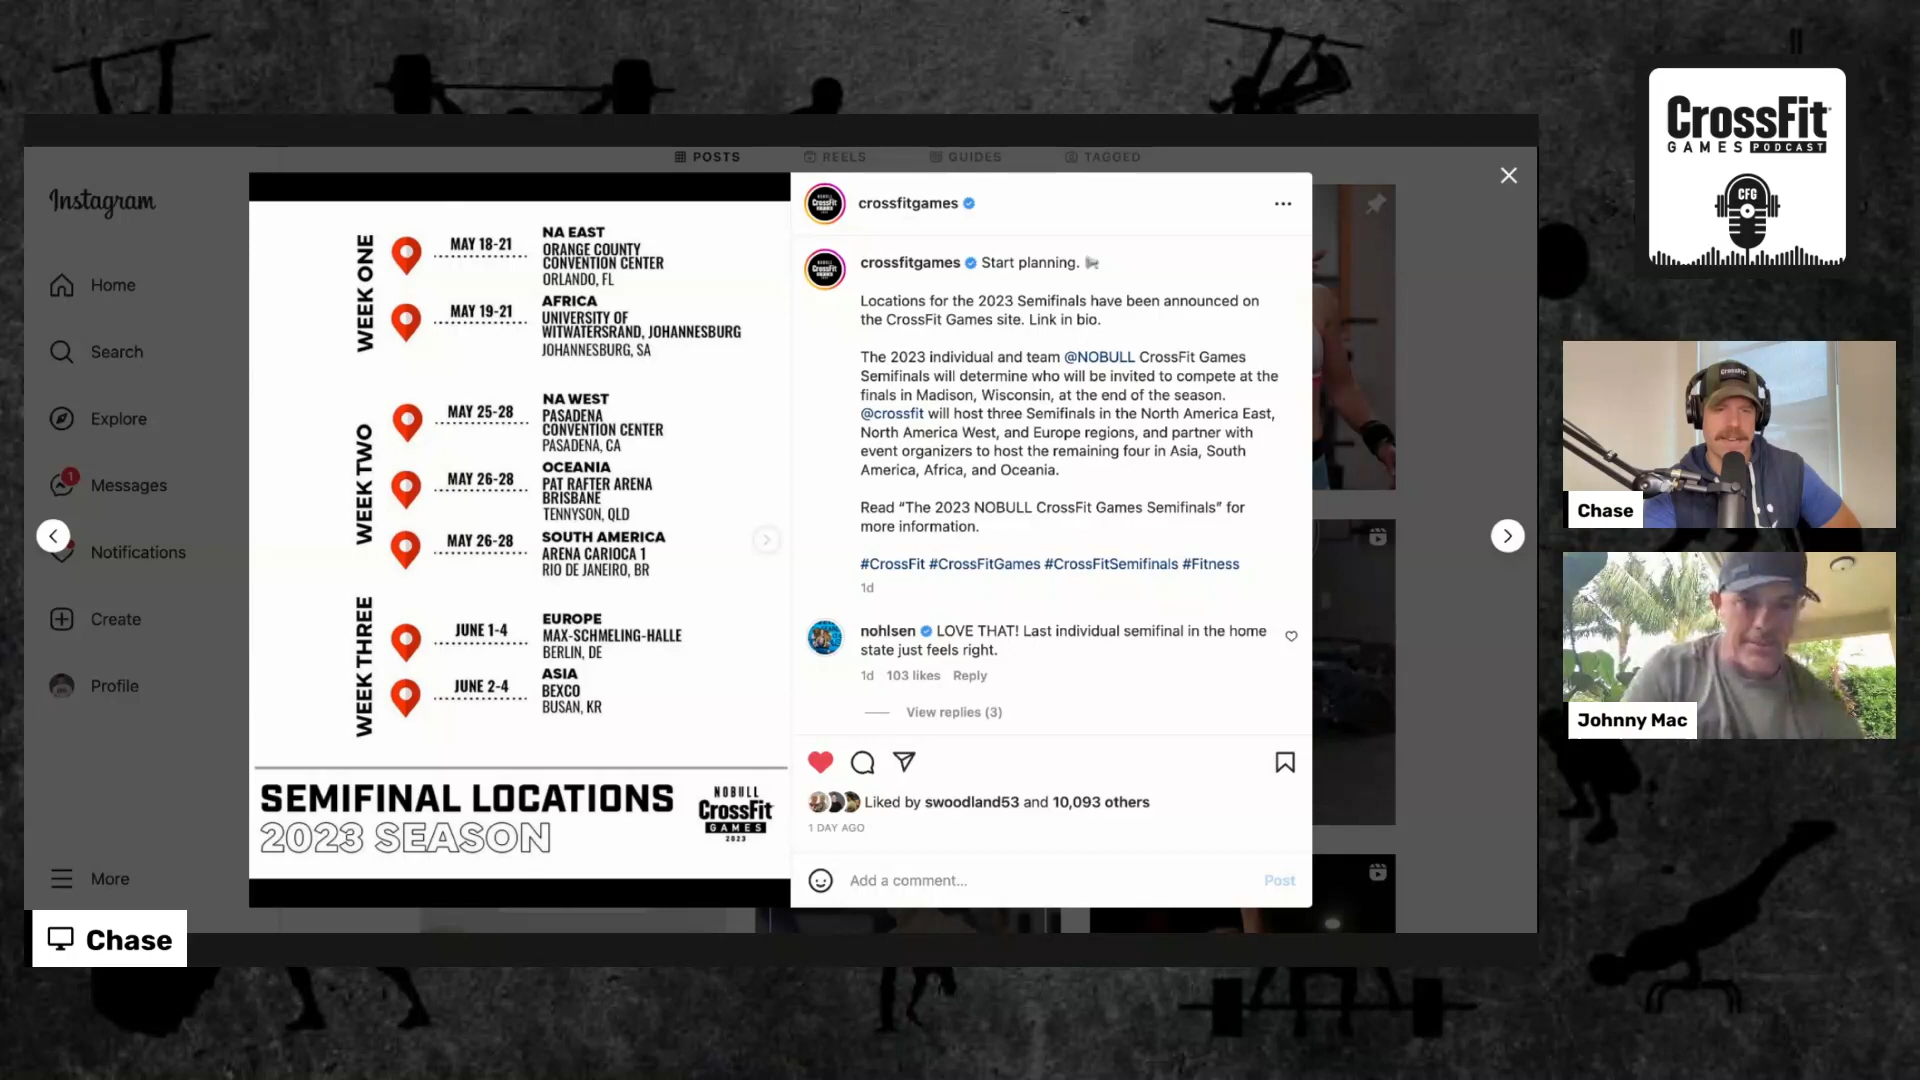 POSTS
REELS
GUIDES
TAGGED
Instagram
Home
Search
Explore
1
Messages
Notifications
Create
Profile
More
WEEK ONE
MAY 18-21
NA EAST
ORANGE COUNTY
CONVENTION CENTER
ORLANDO, FL
MAY 19-21
AFRICA
UNIVERSITY OF
WITWATERSRAND, JOHANNESBURG
JOHANNESBURG, SA
WEEK TWO
MAY 25-28
NA WEST
PASADENA
CONVENTION CENTER
PASADENA, CA
MAY 26-28
OCEANIA
PAT RAFTER ARENA
BRISBANE
TENNYSON, QLD
MAY 26-28
SOUTH AMERICA
ARENA CARIOCA 1
RIO DE JANEIRO, BR
WEEK THREE
JUNE 1-4
EUROPE
MAX-SCHMELING-HALLE
BERLIN, DE
JUNE 2-4
ASIA
BEXCO
BUSAN, KR
SEMIFINAL LOCATIONS
2023 SEASON
NOBULL
CrossFit
GAMES
2023
crossfitgames
crossfitgames Start planning.
Locations for the 2023 Semifinals have been announced on
the CrossFit Games site. Link in bio.
The 2023 individual and team @NOBULL CrossFit Games
Semifinals will determine who will be invited to compete at the
finals in Madison, Wisconsin, at the end of the season.
@crossfit will host three Semifinals in the North America East,
North America West, and Europe regions, and partner with
event organizers to host the remaining four in Asia, South
America, Africa, and Oceania.
Read “The 2023 NOBULL CrossFit Games Semifinals” for
more information.
#CrossFit #CrossFitGames #CrossFitSemifinals #Fitness
1d
nohlsen LOVE THAT! Last individual semifinal in the home
state just feels right.
1d 103 likes Reply
View replies (3)
Liked by swoodland53 and 10,093 others
1 DAY AGO
Add a comment...
Post
Chase
CrossFit
GAMES PODCAST
CFG
CrossFit
Chase
Johnny Mac